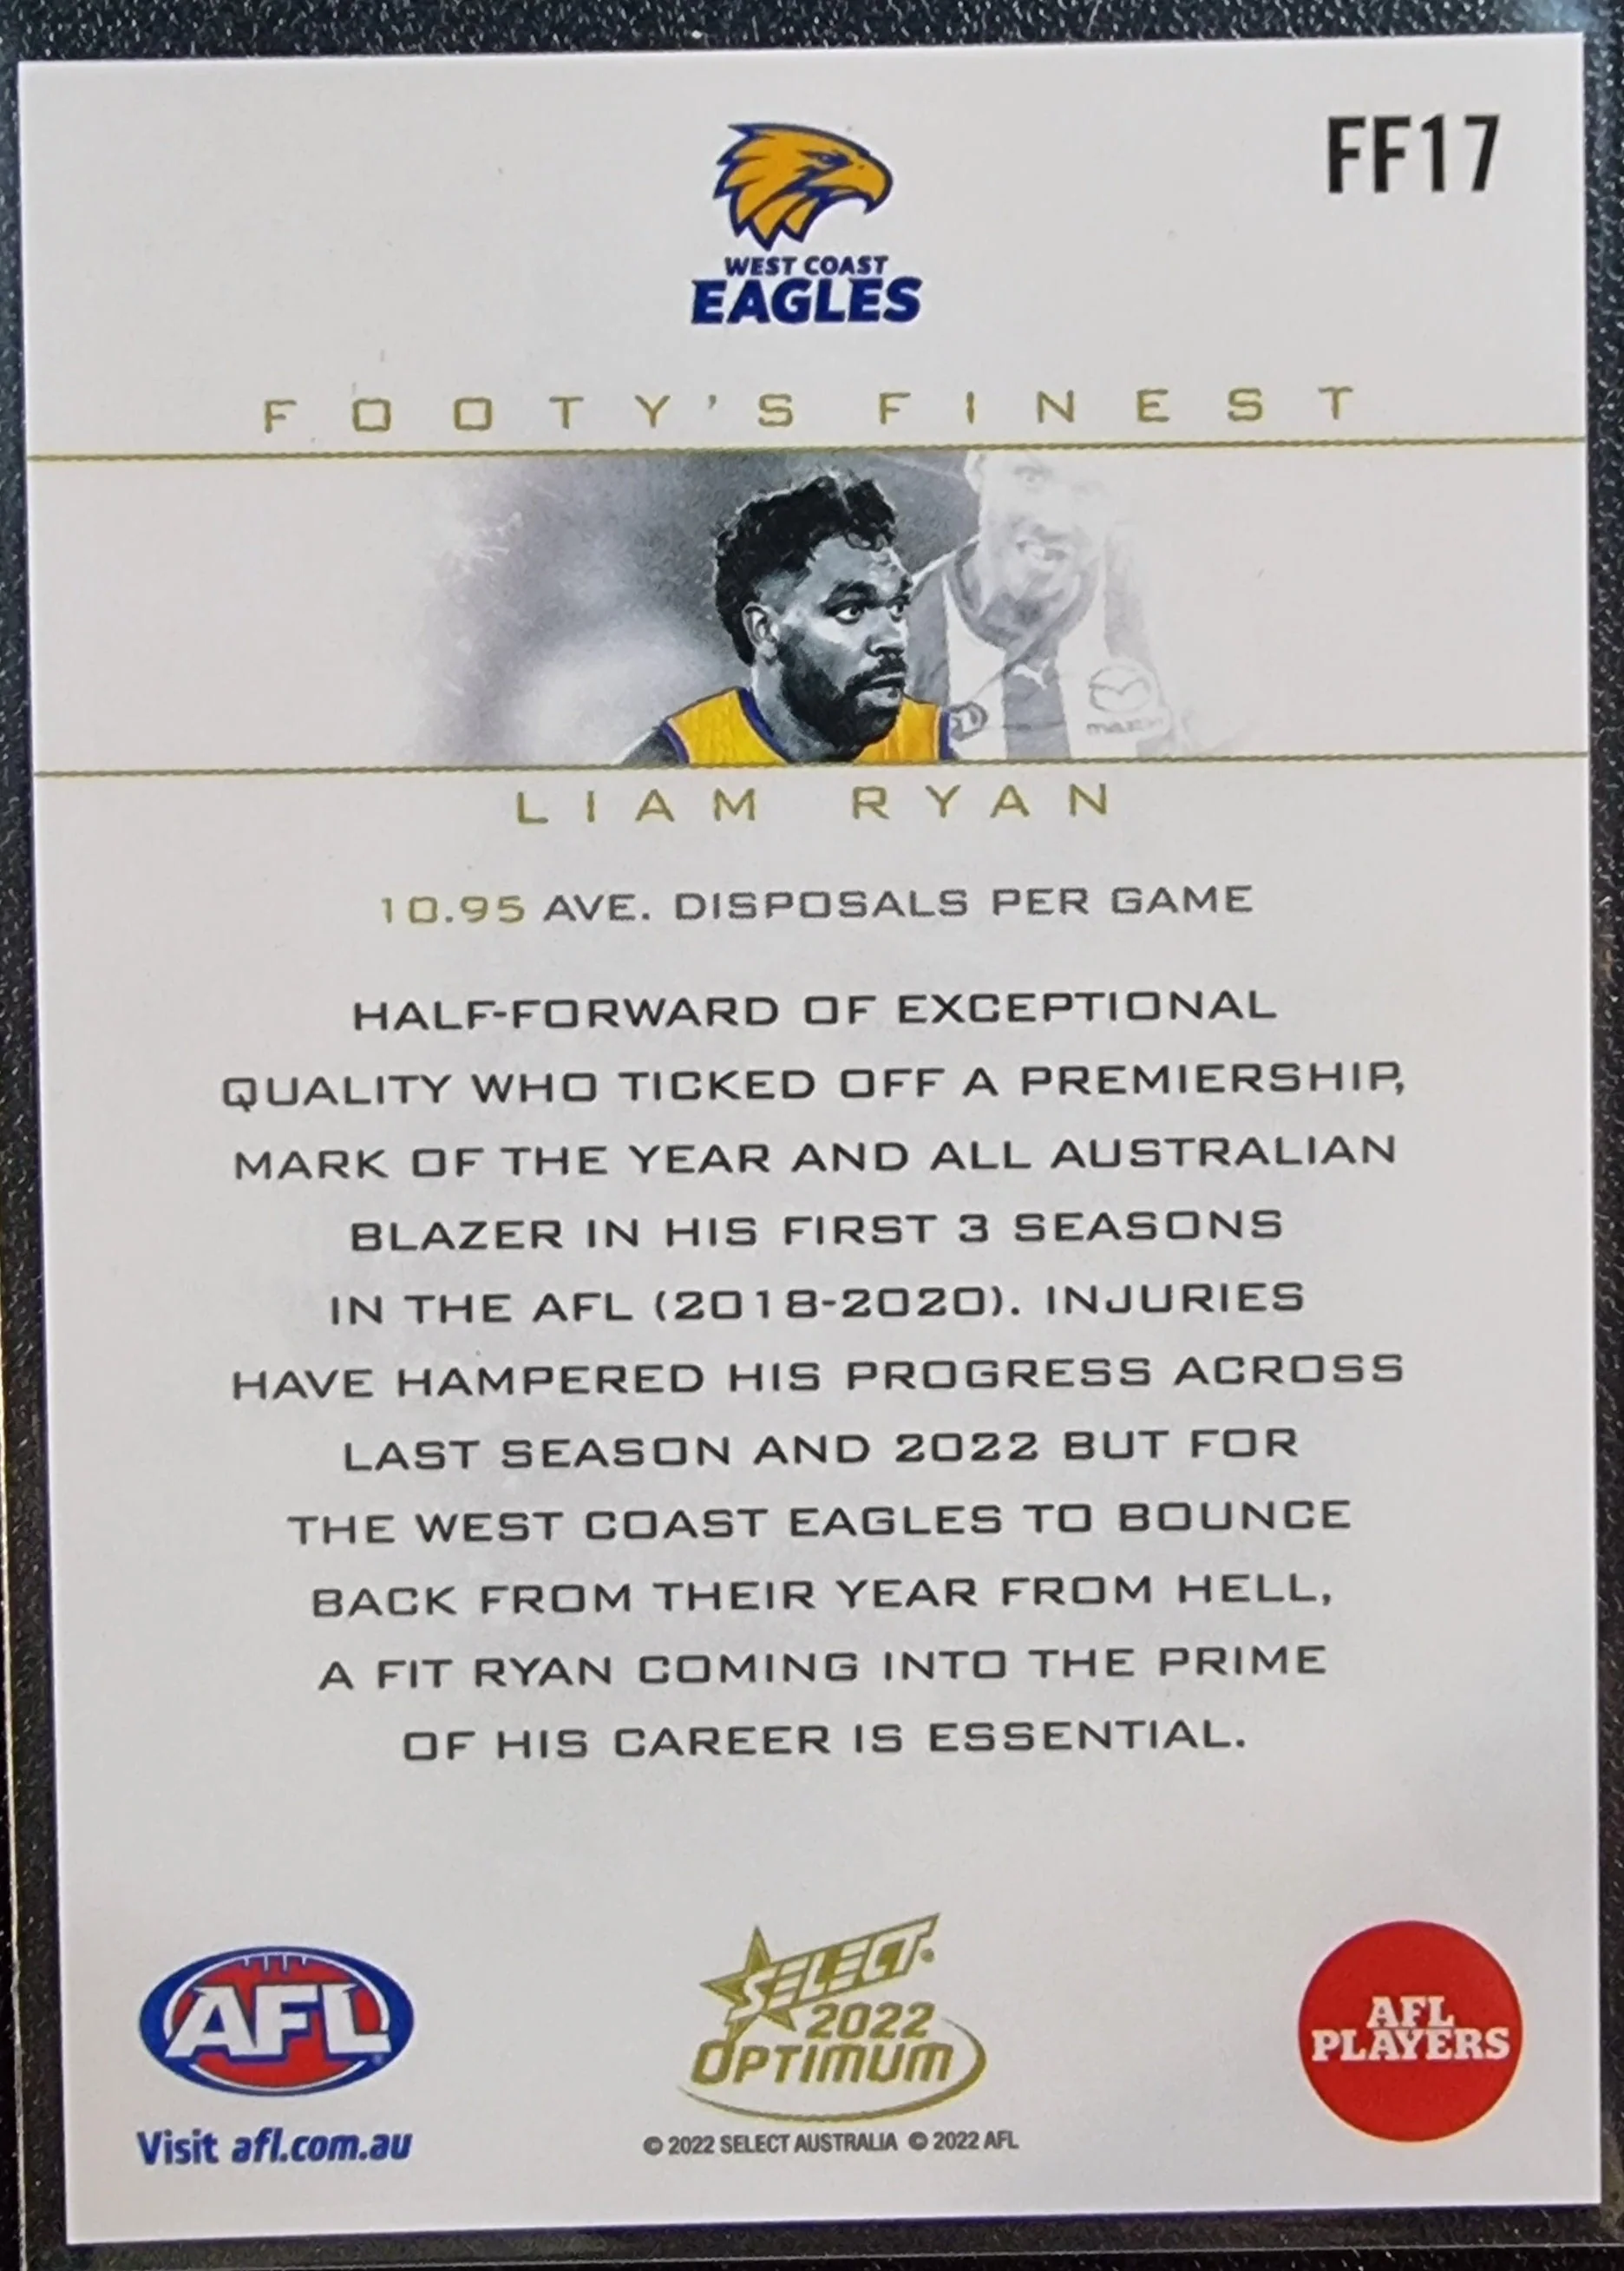 FF17
WEST COAST
EAGLES
FOOTY'S FINEST
mazda
LIAM RYAN
10.95 AVE. DISPOSALS PER GAME
HALF-FORWARD OF EXCEPTIONAL
QUALITY WHO TICKED OFF A PREMIERSHIP,
MARK OF THE YEAR AND ALL AUSTRALIAN
BLAZER IN HIS FIRST 3 SEASONS
IN THE AFL (2018-2020). INJURIES
HAVE HAMPERED HIS PROGRESS ACROSS
LAST SEASON AND 2022 BUT FOR
THE WEST COAST EAGLES TO BOUNCE
BACK FROM THEIR YEAR FROM HELL,
A FIT RYAN COMING INTO THE PRIME
OF HIS CAREER IS ESSENTIAL.
AFL
Visit afl.com.au
SELECT.
2022
OPTIMUM
© 2022 SELECT AUSTRALIA © 2022 AFL
AFL
PLAYERS